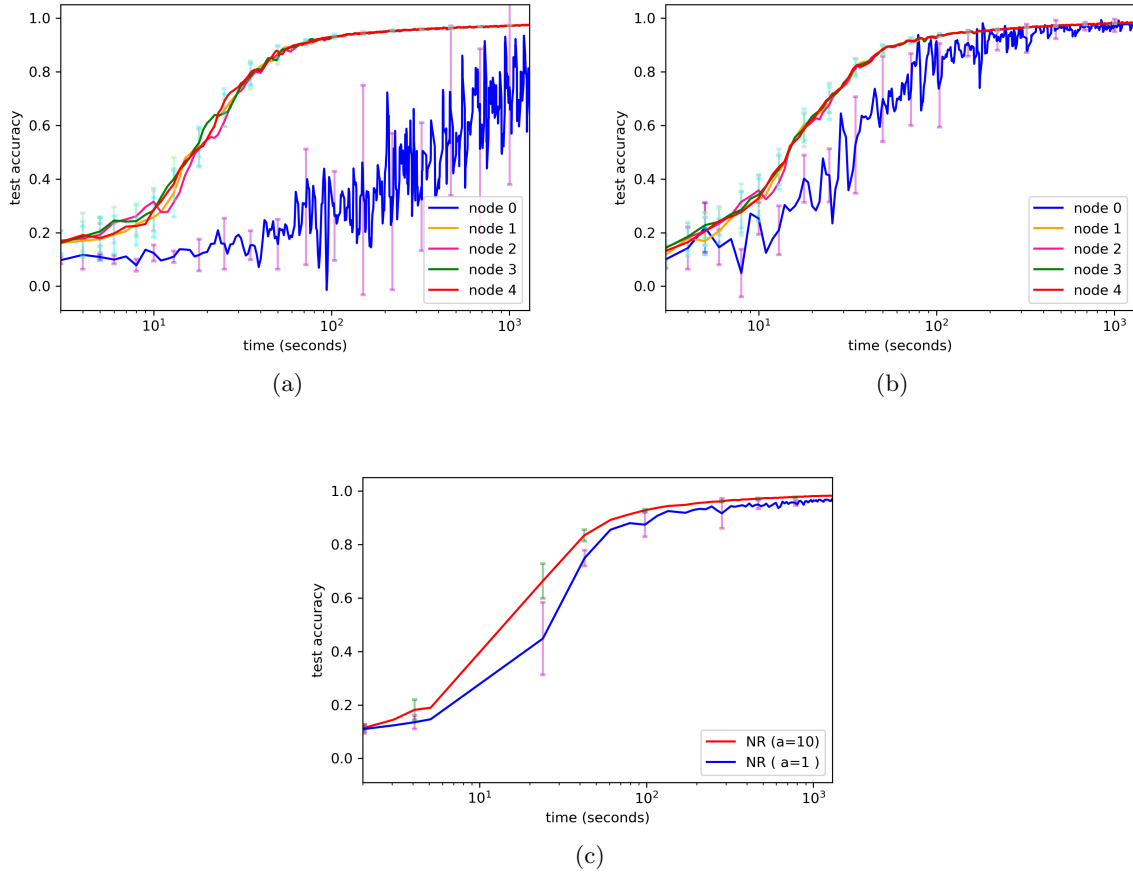 1.0
0.8
0.6
0.4
0.2
0.0
test accuracy
10¹ 10² 10³
time (seconds)
node 0
node 1
node 2
node 3
node 4
(a)
1.0
0.8
0.6
0.4
0.2
0.0
test accuracy
10¹ 10² 10³
time (seconds)
node 0
node 1
node 2
node 3
node 4
(b)
1.0
0.8
0.6
0.4
0.2
0.0
test accuracy
10¹ 10² 10³
time (seconds)
NR (a=10)
NR ( a=1 )
(c)